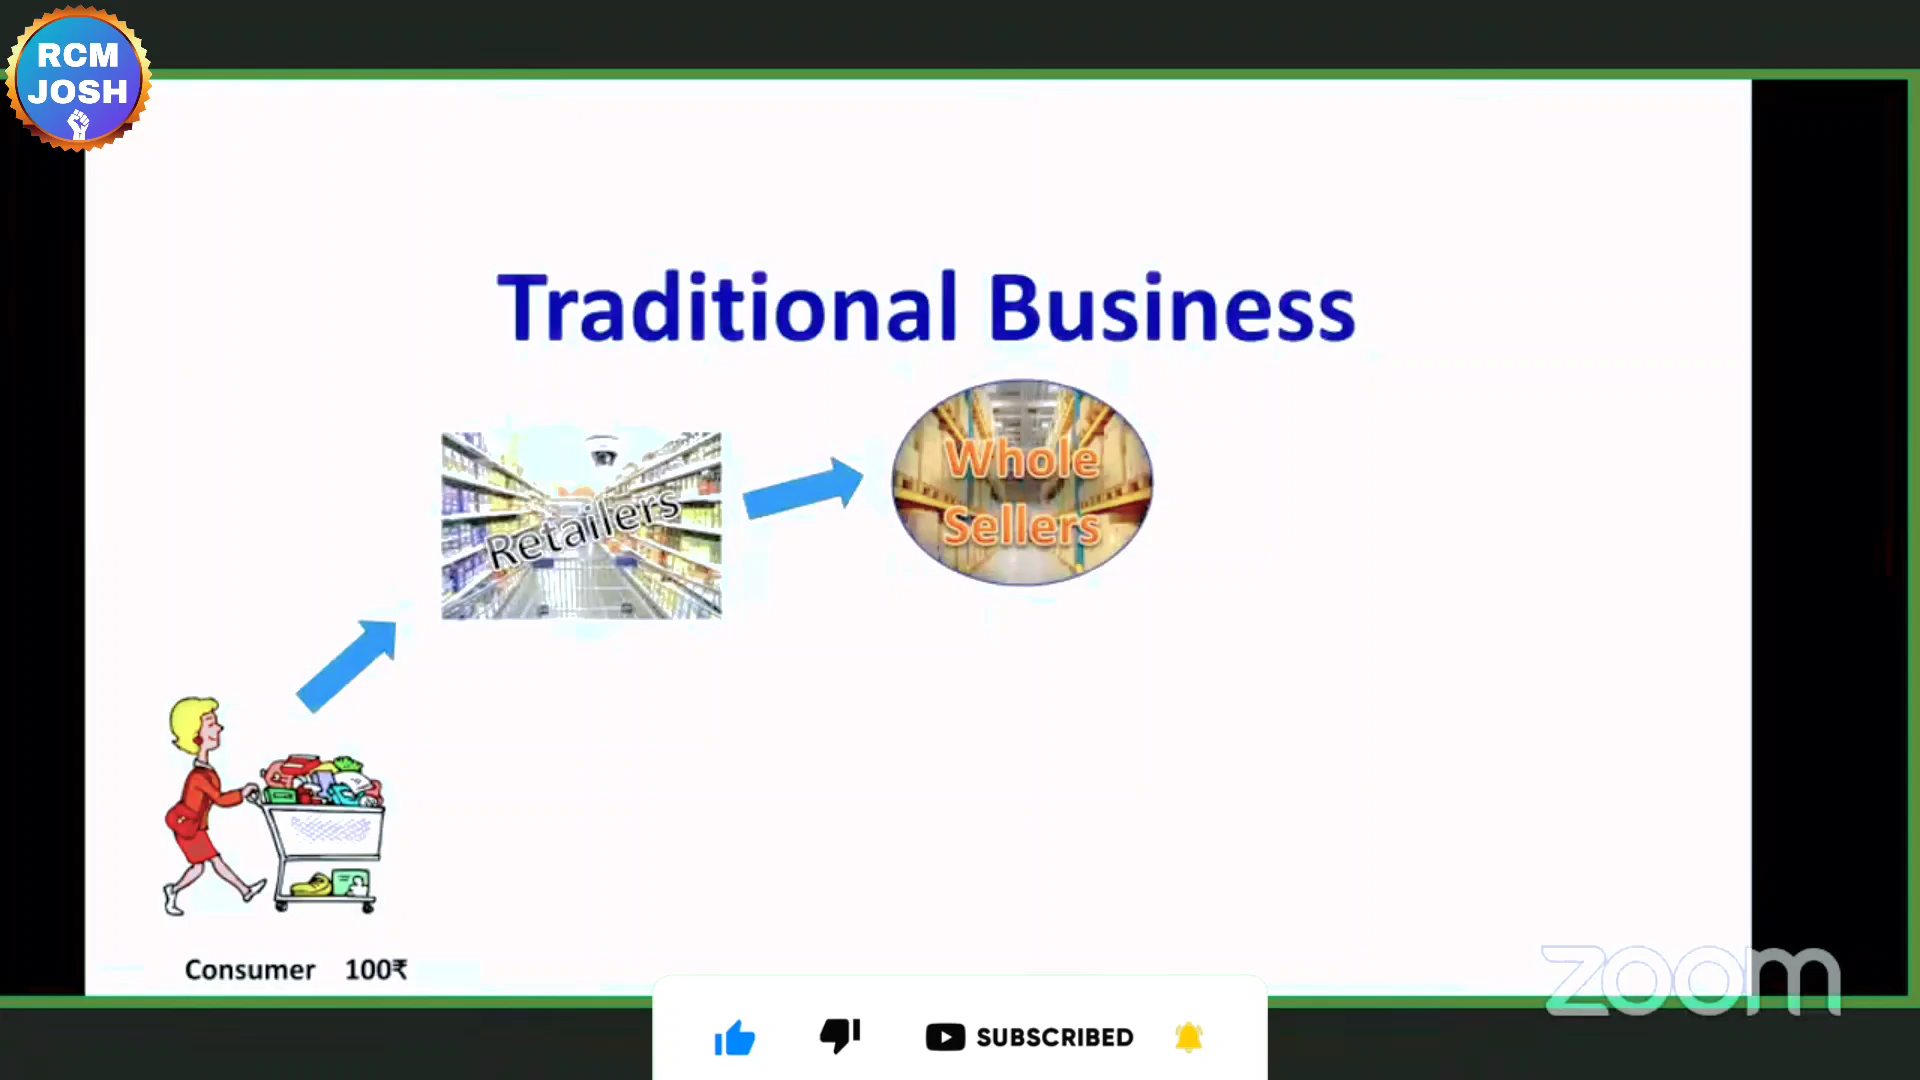 RCM
JOSH
Traditional Business
Retailers
Whole
Sellers
Consumer 100₹
zoom
SUBSCRIBED